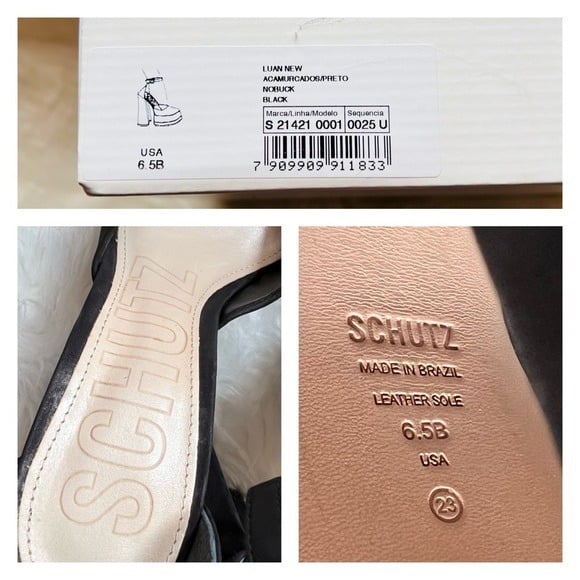 LUAN NEW
ACAMURCADOS/PRETO
NOBUCK
BLACK
Marca/Linha/Modelo Sequencia
S 21421 0001 0025 U
USA
6.5B
7 909909 911833
SCHUTZ
SCHUTZ
MADE IN BRAZIL
LEATHER SOLE
6.5B
USA
23